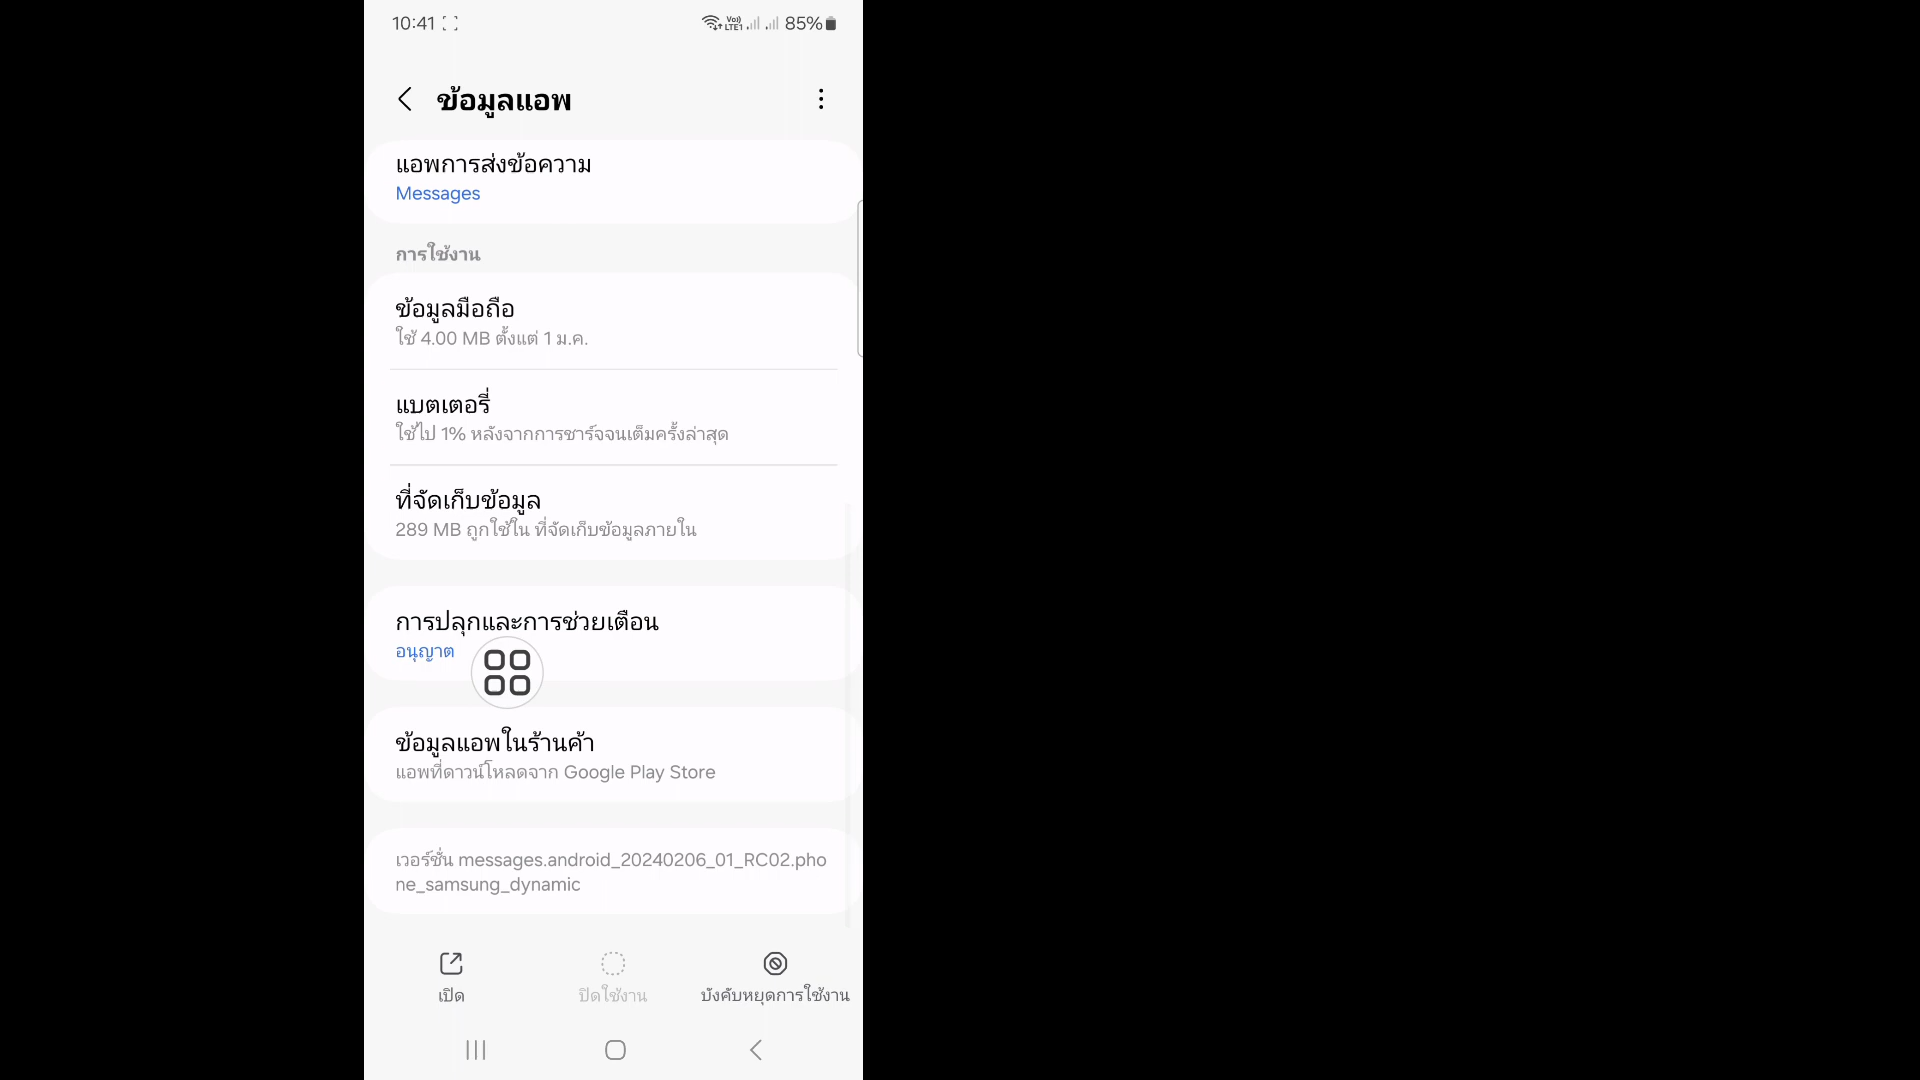 10:41 Vo)) LTE1 85%
ข้อมูลแอพ
แอพการส่งข้อความ
Messages
การใช้งาน
ข้อมูลมือถือ
ใช้ 4.00 MB ตั้งแต่ 1 ม.ค.
แบตเตอรี่
ใช้ไป 1% หลังจากการชาร์จจนเต็มครั้งล่าสุด
ที่จัดเก็บข้อมูล
289 MB ถูกใช้ใน ที่จัดเก็บข้อมูลภายใน
การปลุกและการช่วยเตือน
อนุญาต
ข้อมูลแอพในร้านค้า
แอพที่ดาวน์โหลดจาก Google Play Store
เวอร์ชั่น messages.android_20240206_01_RC02.pho
ne_samsung_dynamic
เปิด ปิดใช้งาน บังคับหยุดการใช้งาน